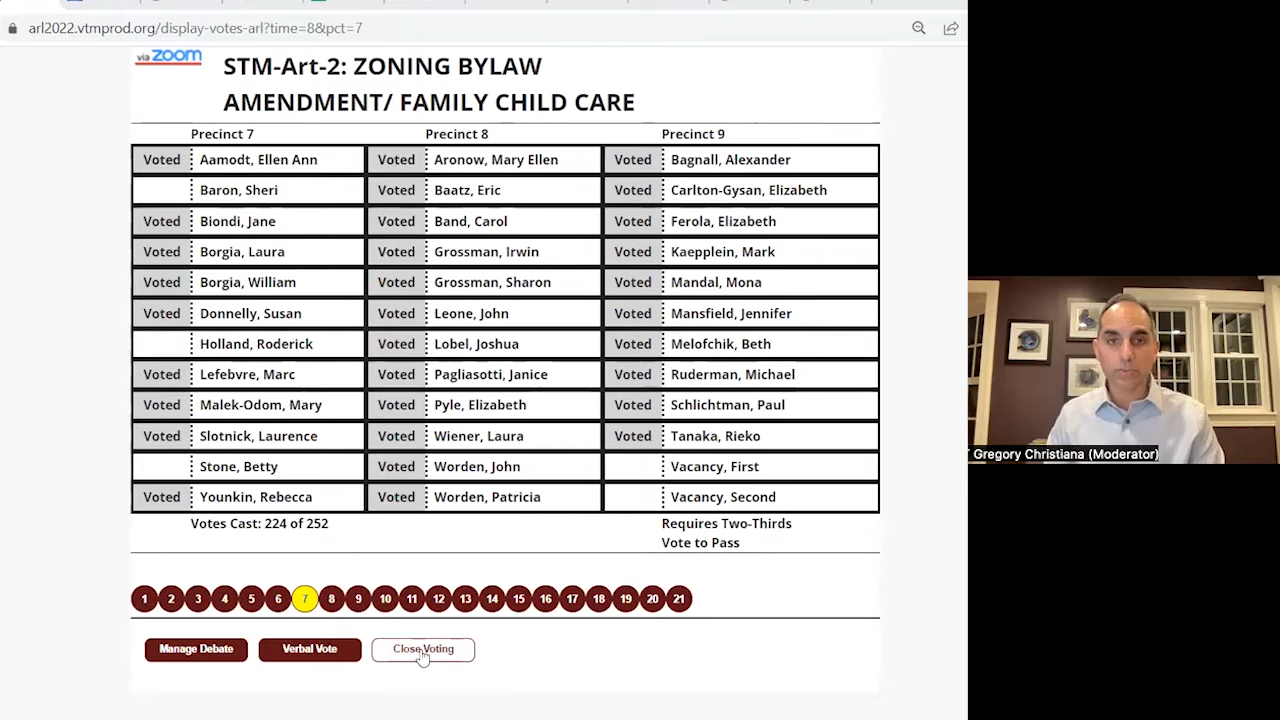 arl2022.vtmprod.org/display-votes-arl?time=8&pct=7
via zoom
STM-Art-2: ZONING BYLAW
AMENDMENT/ FAMILY CHILD CARE
Precinct 7 Precinct 8 Precinct 9
Voted Aamodt, Ellen Ann Voted Aronow, Mary Ellen Voted Bagnall, Alexander
Baron, Sheri Voted Baatz, Eric Voted Carlton-Gysan, Elizabeth
Voted Biondi, Jane Voted Band, Carol Voted Ferola, Elizabeth
Voted Borgia, Laura Voted Grossman, Irwin Voted Kaepplein, Mark
Voted Borgia, William Voted Grossman, Sharon Voted Mandal, Mona
Voted Donnelly, Susan Voted Leone, John Voted Mansfield, Jennifer
Holland, Roderick Voted Lobel, Joshua Voted Melofchik, Beth
Voted Lefebvre, Marc Voted Pagliasotti, Janice Voted Ruderman, Michael
Voted Malek-Odom, Mary Voted Pyle, Elizabeth Voted Schlichtman, Paul
Voted Slotnick, Laurence Voted Wiener, Laura Voted Tanaka, Rieko
Stone, Betty Voted Worden, John Vacancy, First
Voted Younkin, Rebecca Voted Worden, Patricia Vacancy, Second
Votes Cast: 224 of 252 Requires Two-Thirds
Vote to Pass
1 2 3 4 5 6 7 8 9 10 11 12 13 14 15 16 17 18 19 20 21
Manage Debate Verbal Vote Close Voting
Gregory Christiana (Moderator)